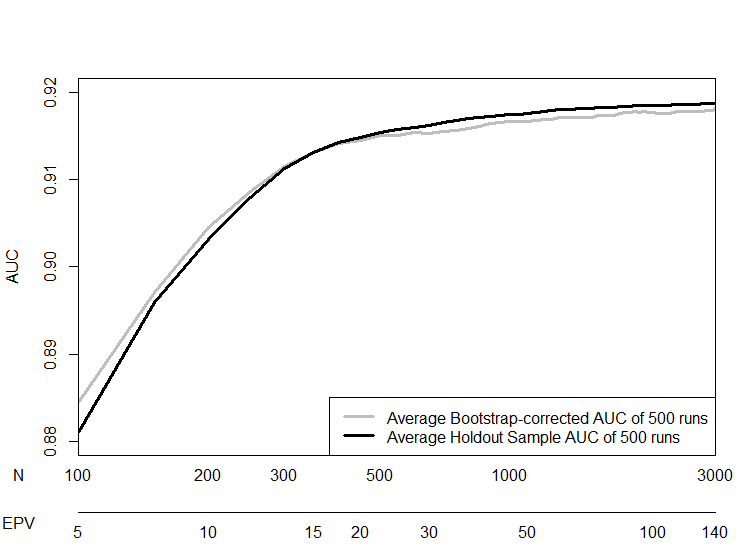 0.92
0.91
0.90
0.89
0.88
AUC
Average Bootstrap-corrected AUC of 500 runs
Average Holdout Sample AUC of 500 runs
N 100 200 300 500 1000 3000
EPV 5 10 15 20 30 50 100 140